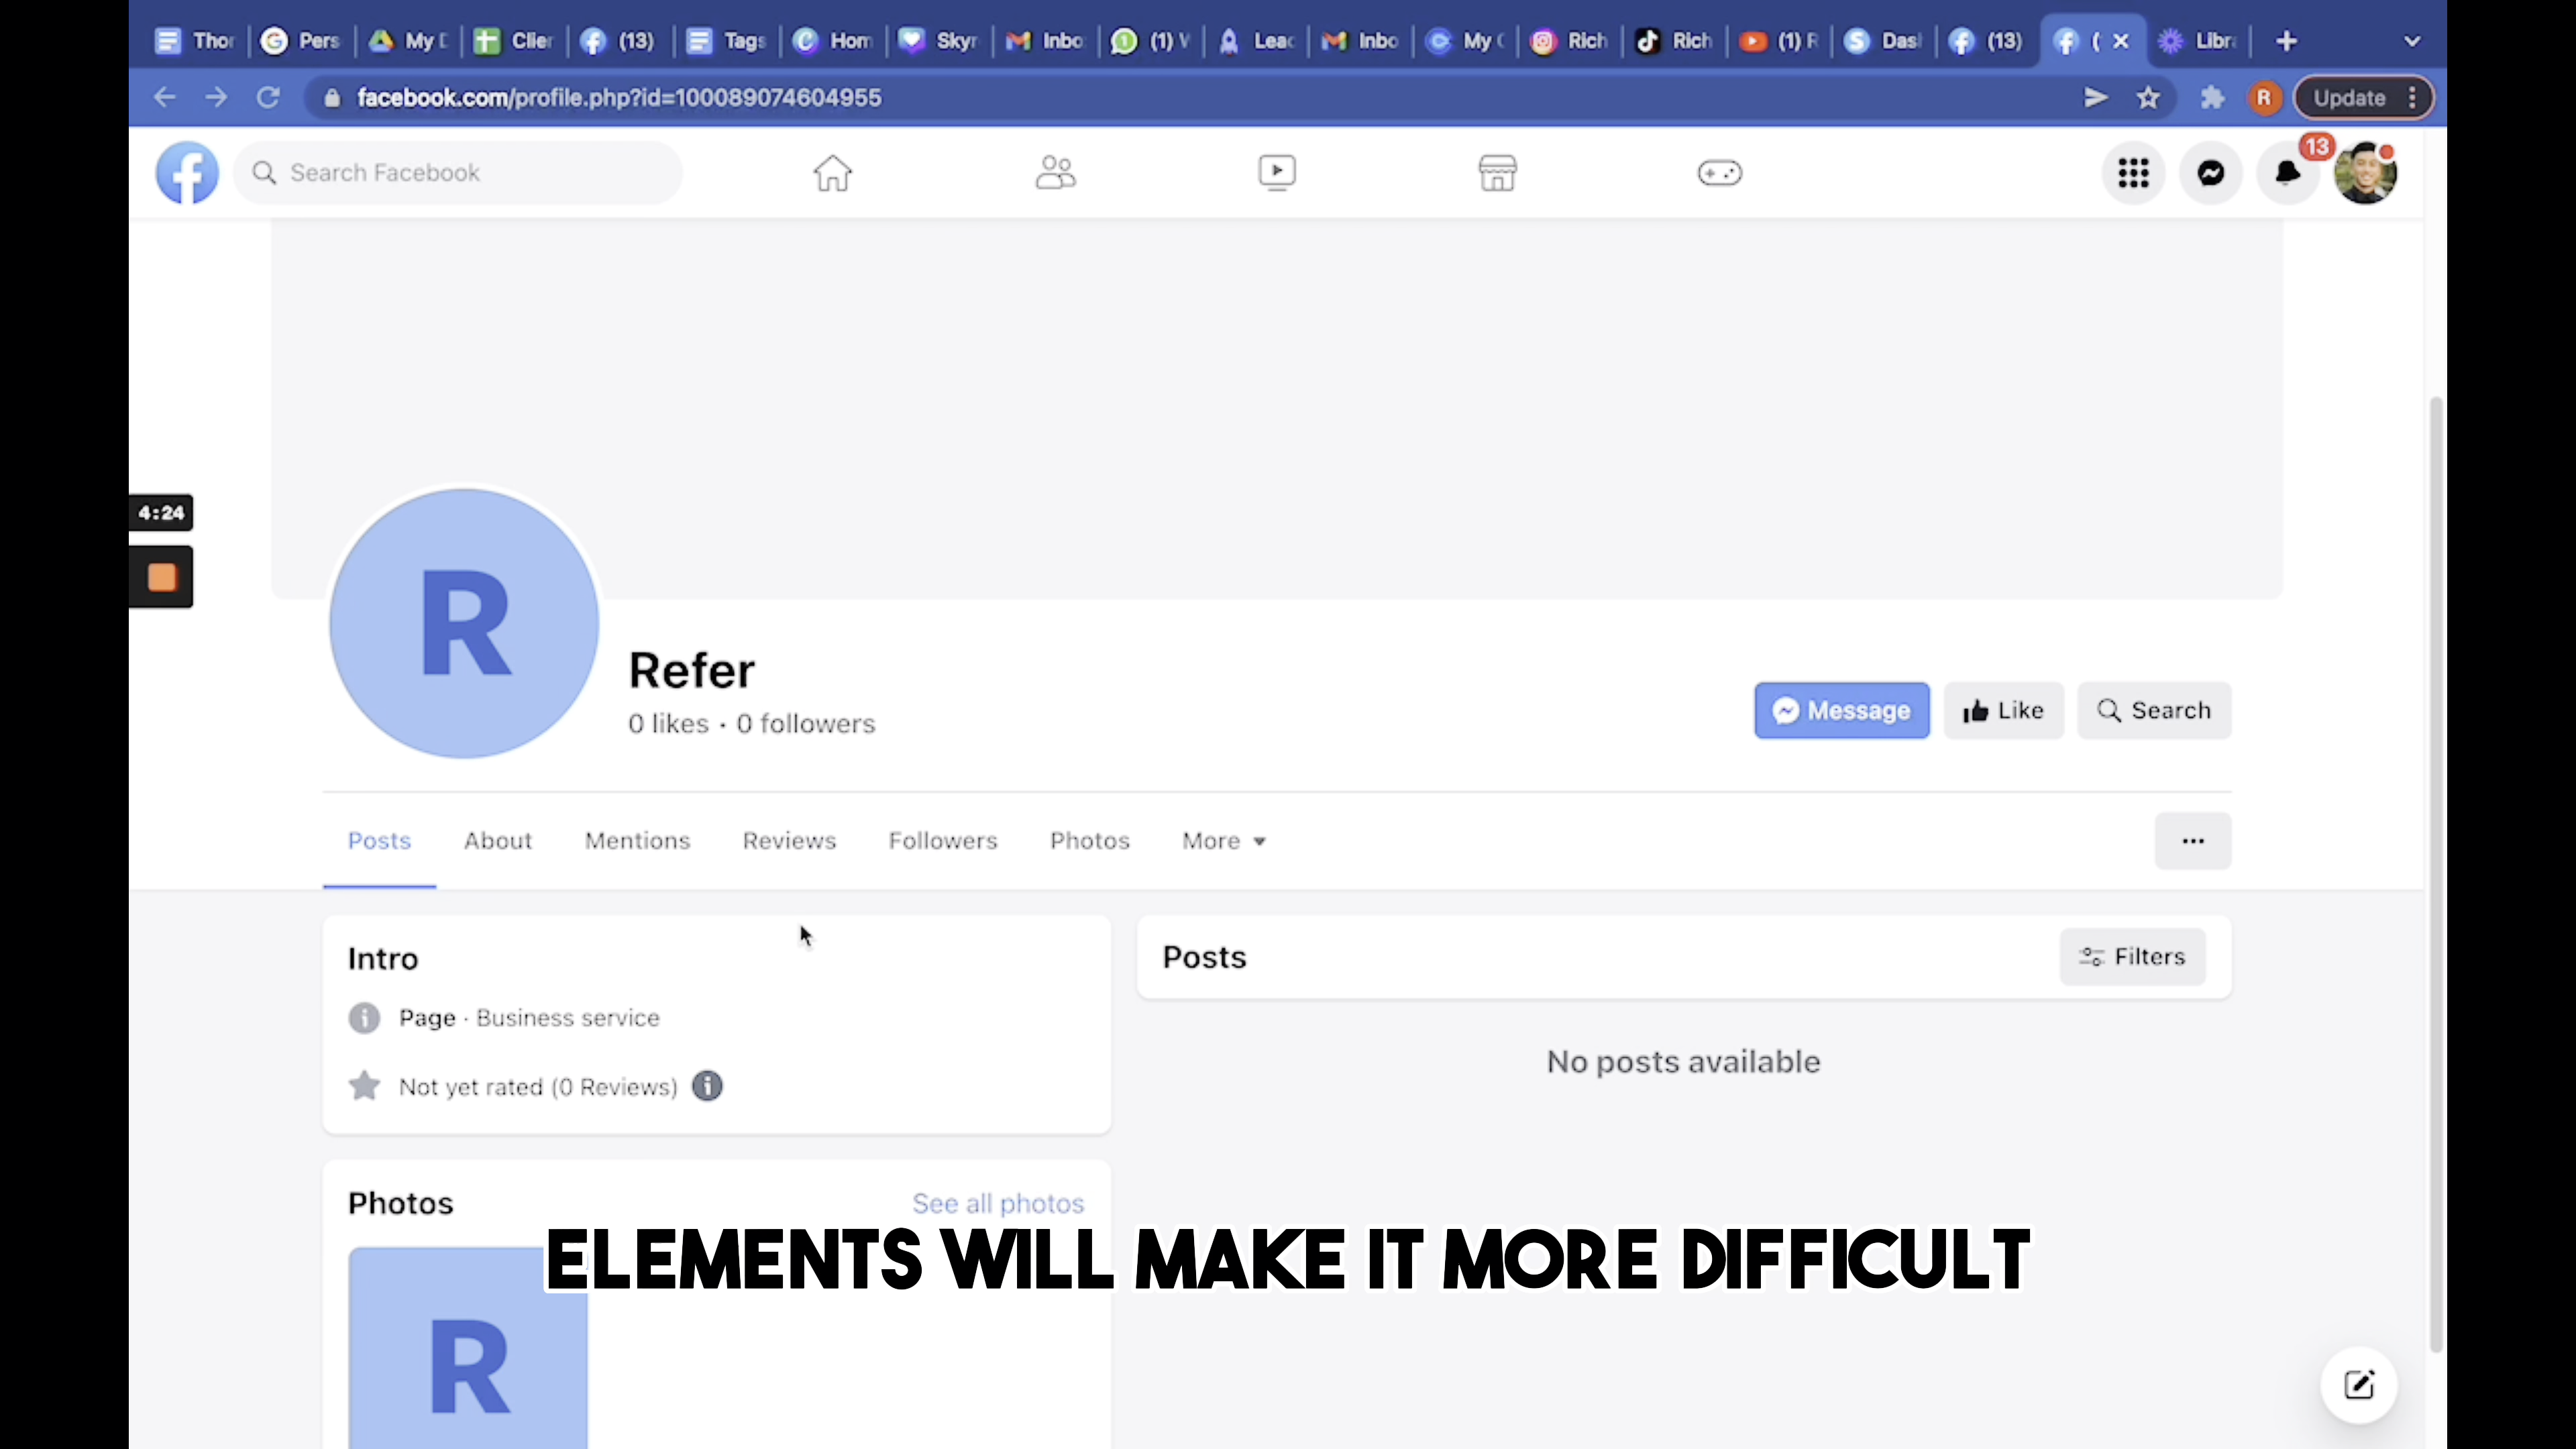 Thor Pers My D Clier (13) Tags Hom Skyr Inbo (1) Leac Inbo My Rich Rich (1) R Das (13) ( Libra
facebook.com/profile.php?id=100089074604955 R Update
Search Facebook 13
4:24
R
Refer
0 likes · 0 followers
Message Like Search
Posts About Mentions Reviews Followers Photos More
Intro
Page · Business service
Not yet rated (0 Reviews)
Posts Filters
No posts available
Photos See all photos
ELEMENTS WILL MAKE IT MORE DIFFICULT
R